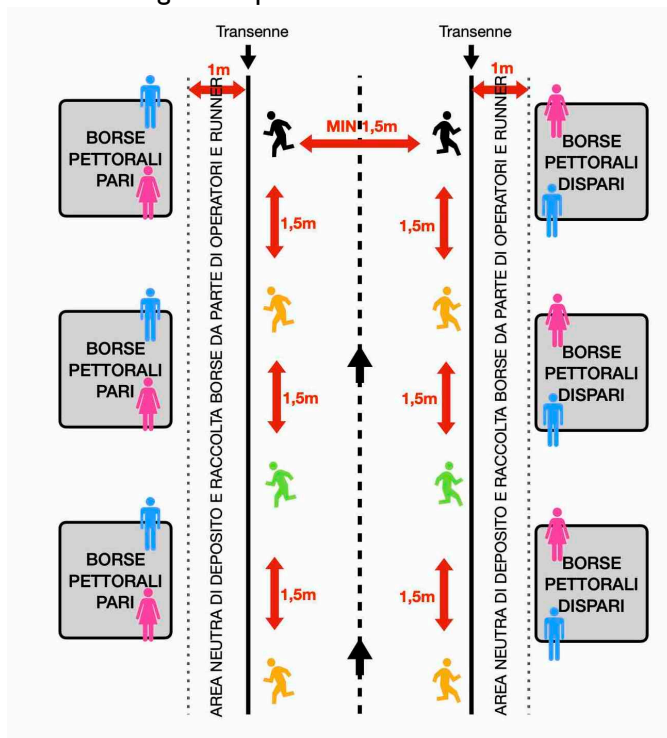 Transenne
Transenne
1m
1m
MIN 1,5m
BORSE
PETTORALI
PARI
BORSE
PETTORALI
DISPARI
1,5m
1,5m
AREA NEUTRA DI DEPOSITO E RACCOLTA BORSE DA PARTE DI OPERATORI E RUNNER
AREA NEUTRA DI DEPOSITO E RACCOLTA BORSE DA PARTE DI OPERATORI E RUNNER
BORSE
PETTORALI
PARI
BORSE
PETTORALI
DISPARI
1,5m
1,5m
BORSE
PETTORALI
PARI
BORSE
PETTORALI
DISPARI
1,5m
1,5m